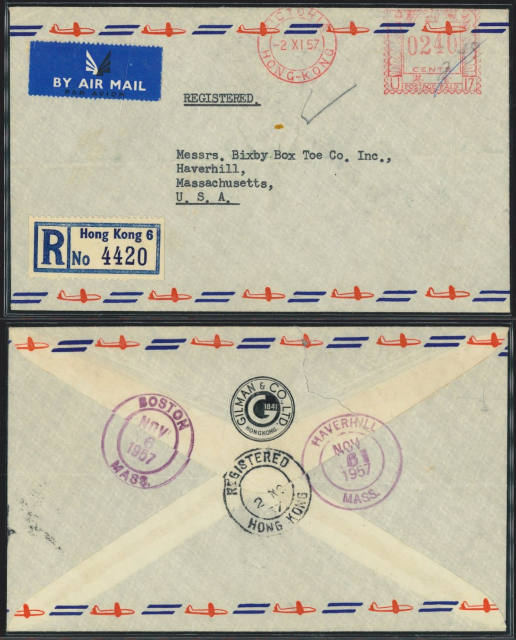 BY AIR MAIL
PAR AVION
VICTORIA
-2 XI 57
HONG-KONG
0240
CENTS
REGISTERED.
Messrs. Bixby Box Toe Co. Inc.,
Haverhill,
Massachusetts,
U. S. A.
R
Hong Kong 6
No 4420
GILMAN & CO. LTD.
1841
HONGKONG
BOSTON
NOV
6
1957
MASS.
HAVERHILL
NOV
1957
MASS.
REGISTERED
HONG KONG